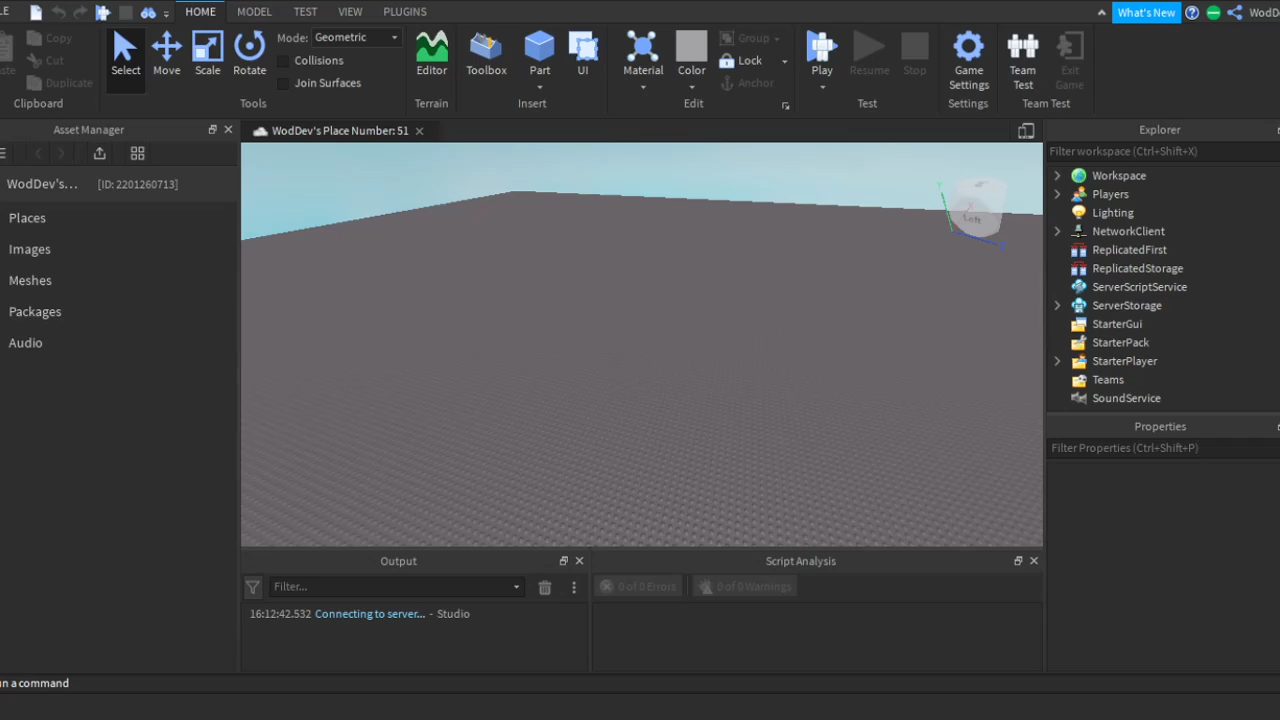 LE HOME MODEL TEST VIEW PLUGINS What's New WodD
Copy
Cut
Duplicate
Clipboard
Select Move Scale Rotate
Mode: Geometric
Collisions
Join Surfaces
Tools
Editor
Terrain
Toolbox Part UI
Insert
Material Color
Group
Lock
Anchor
Edit
Play Resume Stop
Test
Game Settings
Settings
Team Test
Exit Game
Team Test
Asset Manager
WodDev's... [ID: 2201260713]
Places
Images
Meshes
Packages
Audio
WodDev's Place Number: 51
Left
Explorer
Filter workspace (Ctrl+Shift+X)
Workspace
Players
Lighting
NetworkClient
ReplicatedFirst
ReplicatedStorage
ServerScriptService
ServerStorage
StarterGui
StarterPack
StarterPlayer
Teams
SoundService
Properties
Filter Properties (Ctrl+Shift+P)
Output
Filter...
16:12:42.532 Connecting to server... - Studio
Script Analysis
0 of 0 Errors 0 of 0 Warnings
n a command